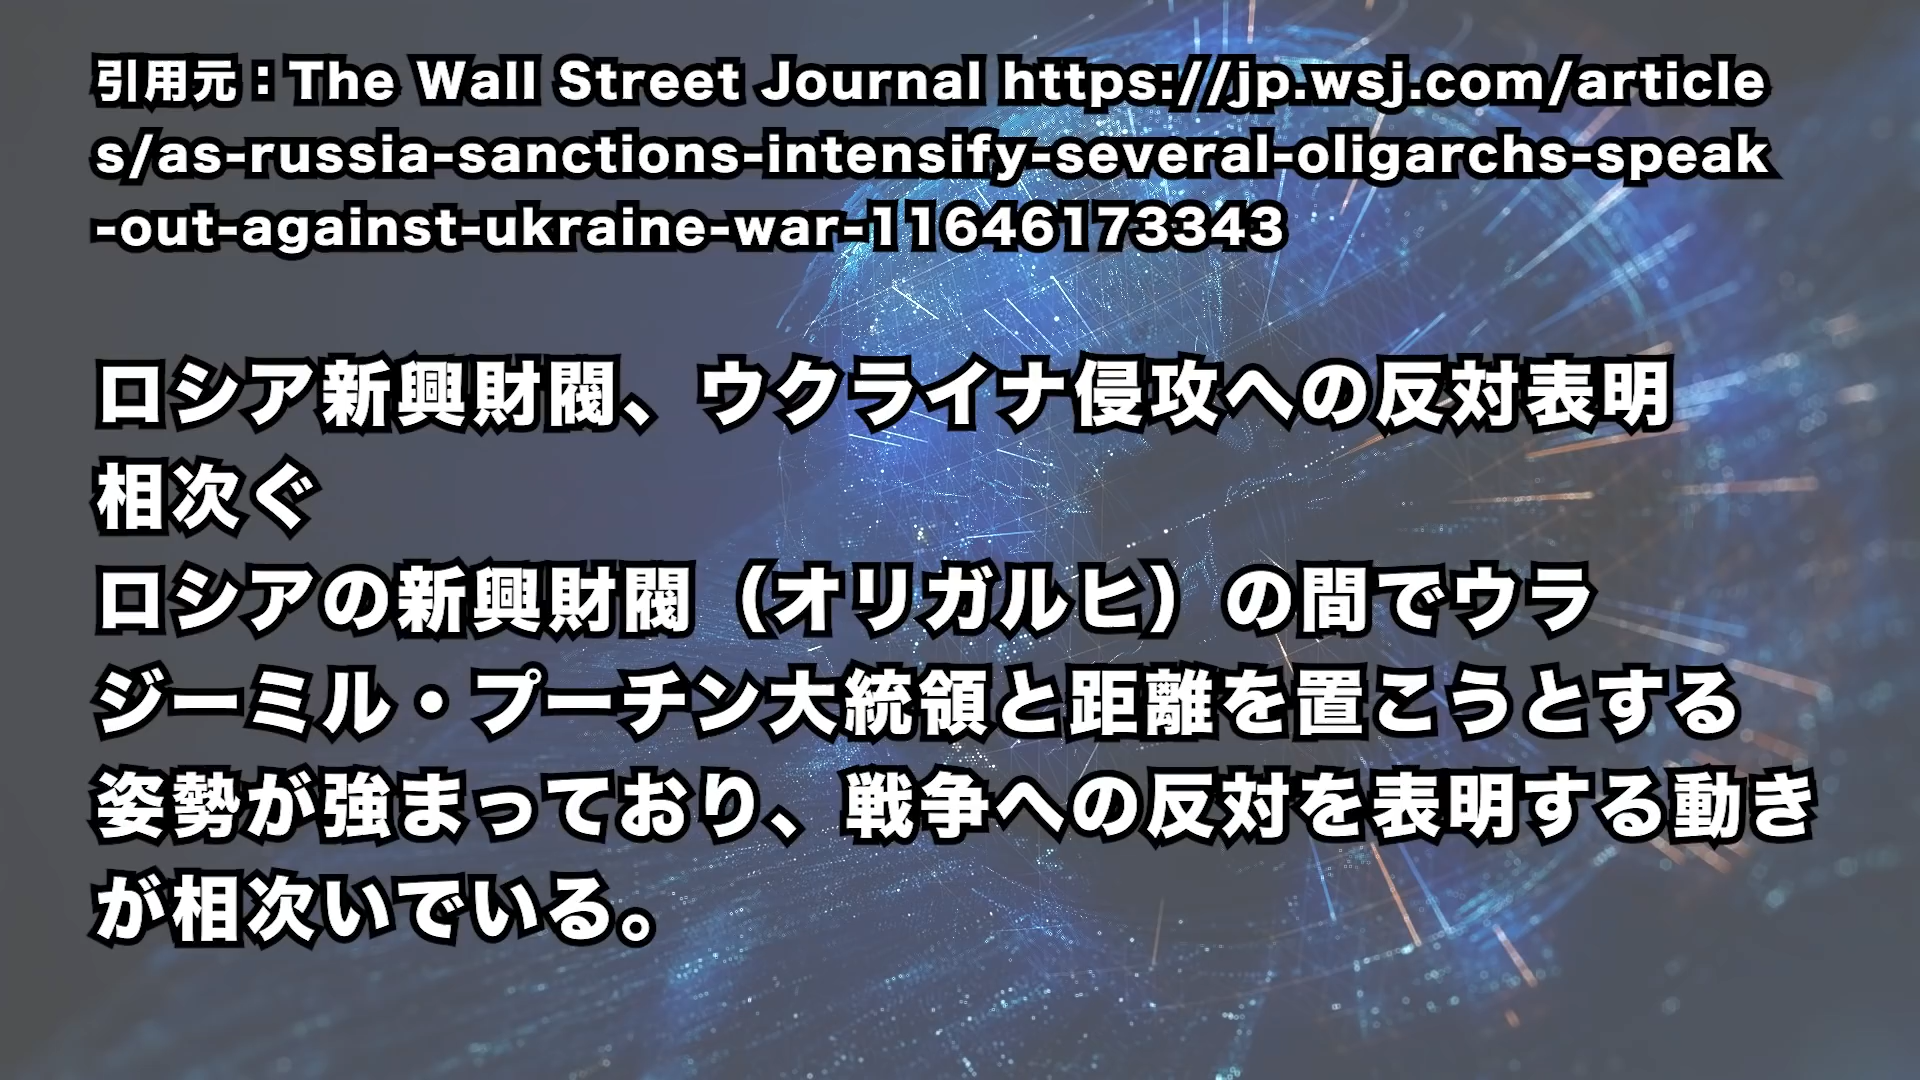 引用元：The Wall Street Journal https://jp.wsj.com/article
s/as-russia-sanctions-intensify-several-oligarchs-speak
-out-against-ukraine-war-11646173343
ロシア新興財閥、ウクライナ侵攻への反対表明
相次ぐ
ロシアの新興財閥（オリガルヒ）の間でウラ
ジーミル・プーチン大統領と距離を置こうとする
姿勢が強まっており、戦争への反対を表明する動き
が相次いでいる。